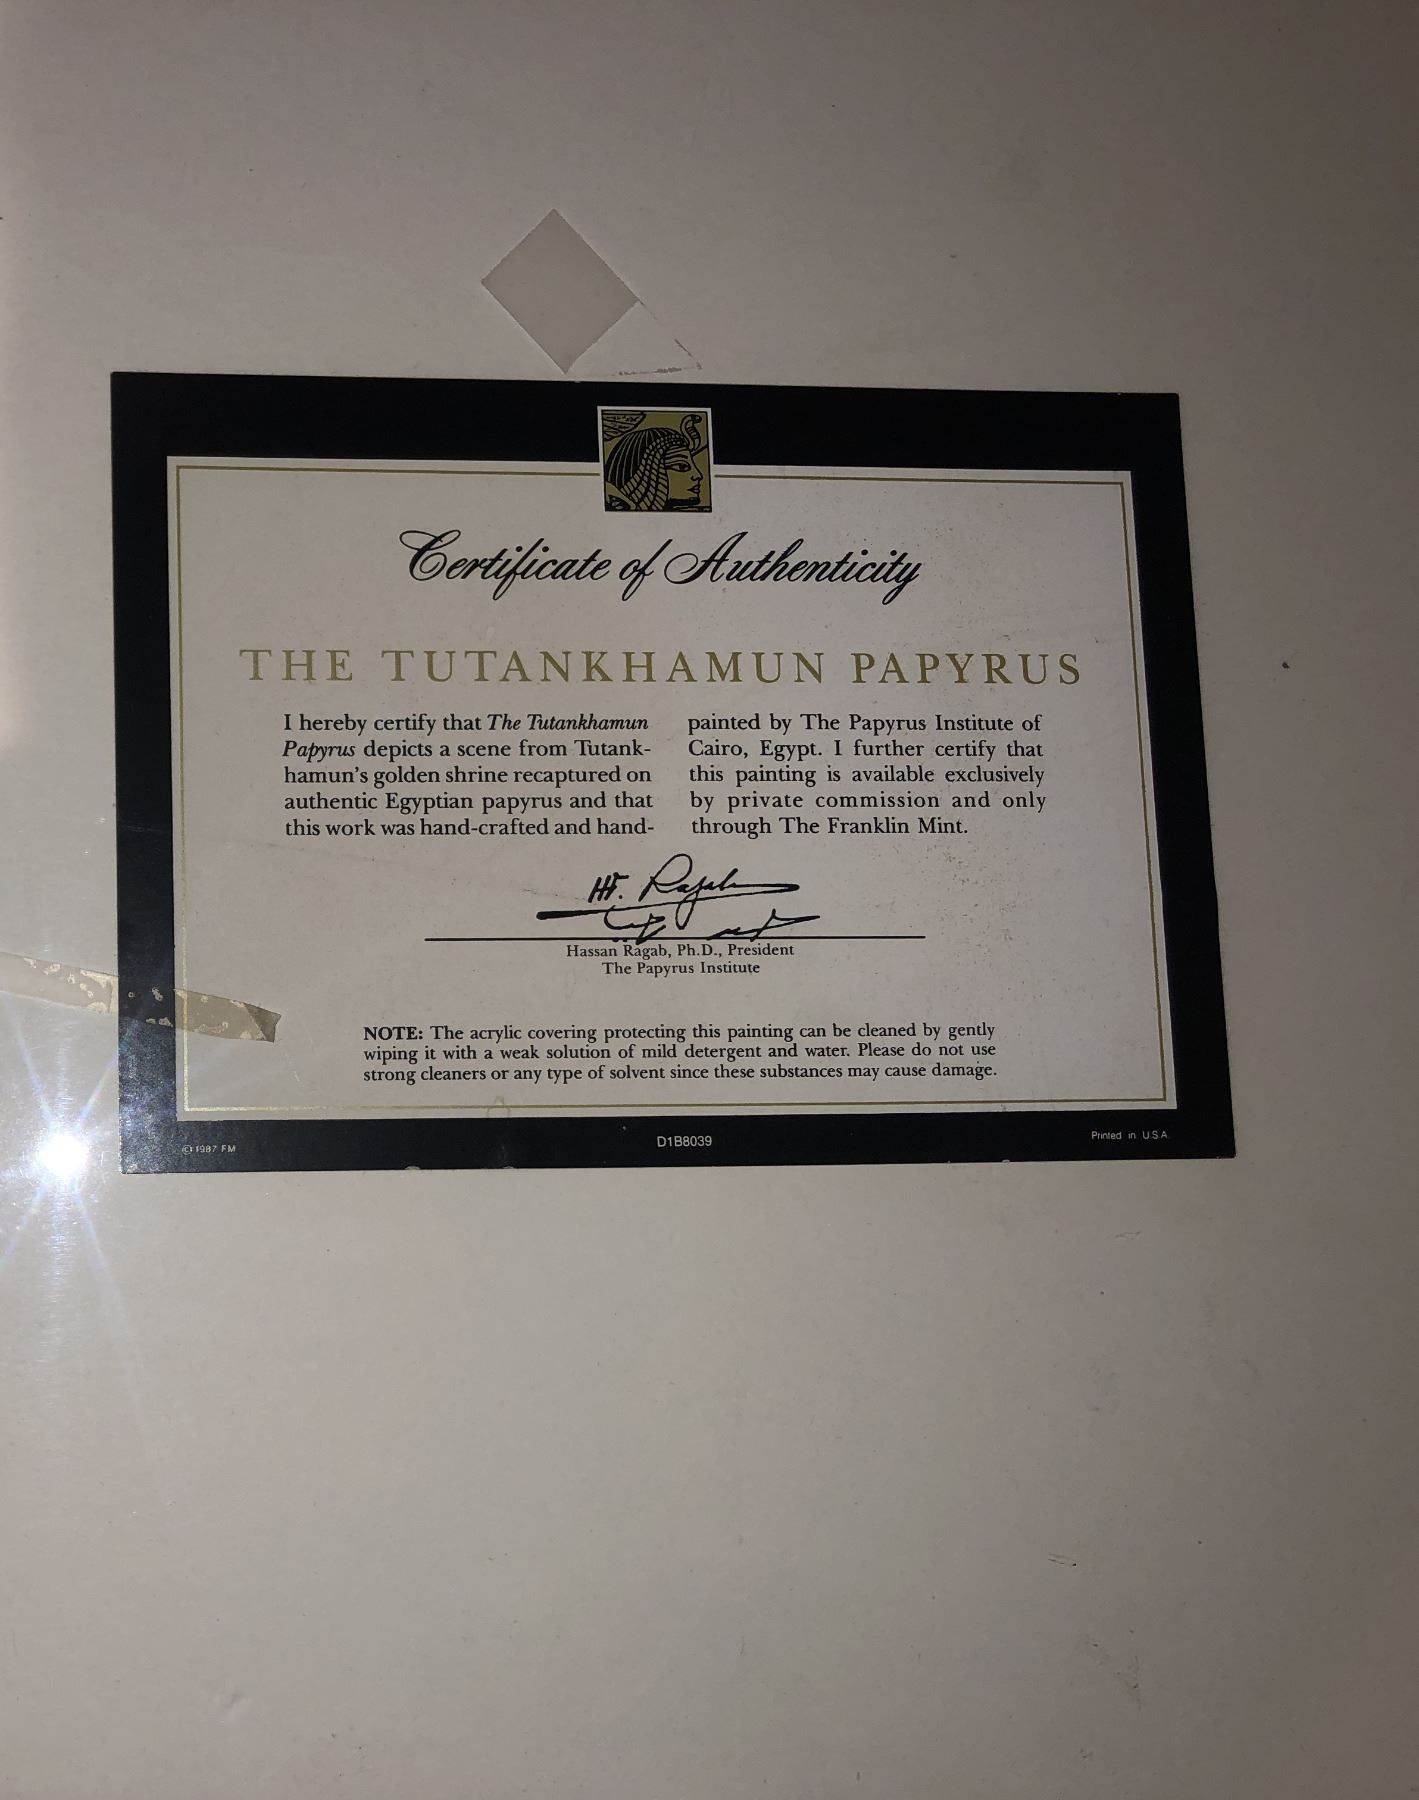 Certificate of Authenticity
THE TUTANKHAMUN PAPYRUS
I hereby certify that The Tutankhamun
Papyrus depicts a scene from Tutank-
hamun's golden shrine recaptured on
authentic Egyptian papyrus and that
this work was hand-crafted and hand-
painted by The Papyrus Institute of
Cairo, Egypt. I further certify that
this painting is available exclusively
by private commission and only
through The Franklin Mint.
Hassan Ragab, Ph.D., President
The Papyrus Institute
NOTE: The acrylic covering protecting this painting can be cleaned by gently
wiping it with a weak solution of mild detergent and water. Please do not use
strong cleaners or any type of solvent since these substances may cause damage.
© 1987 FM
D1B8039
Printed in U.S.A.